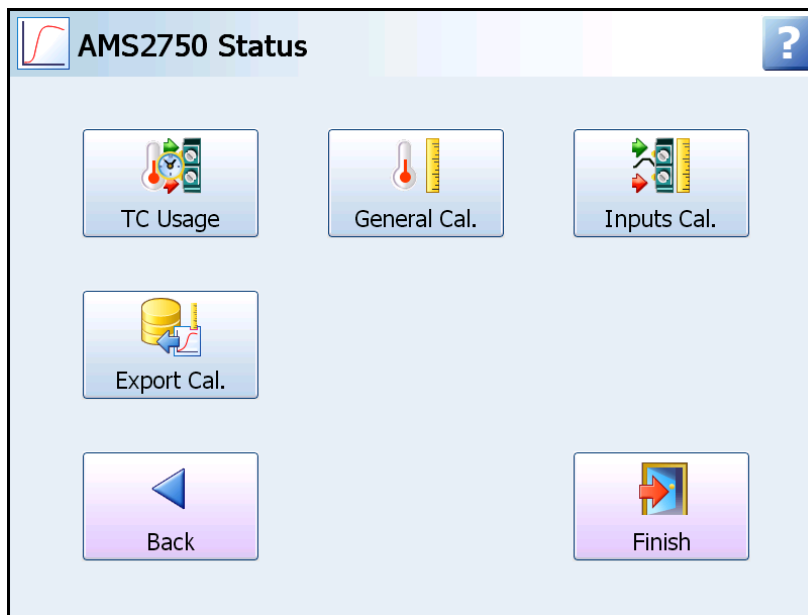 AMS2750 Status
?
TC Usage
General Cal.
Inputs Cal.
Export Cal.
Back
Finish